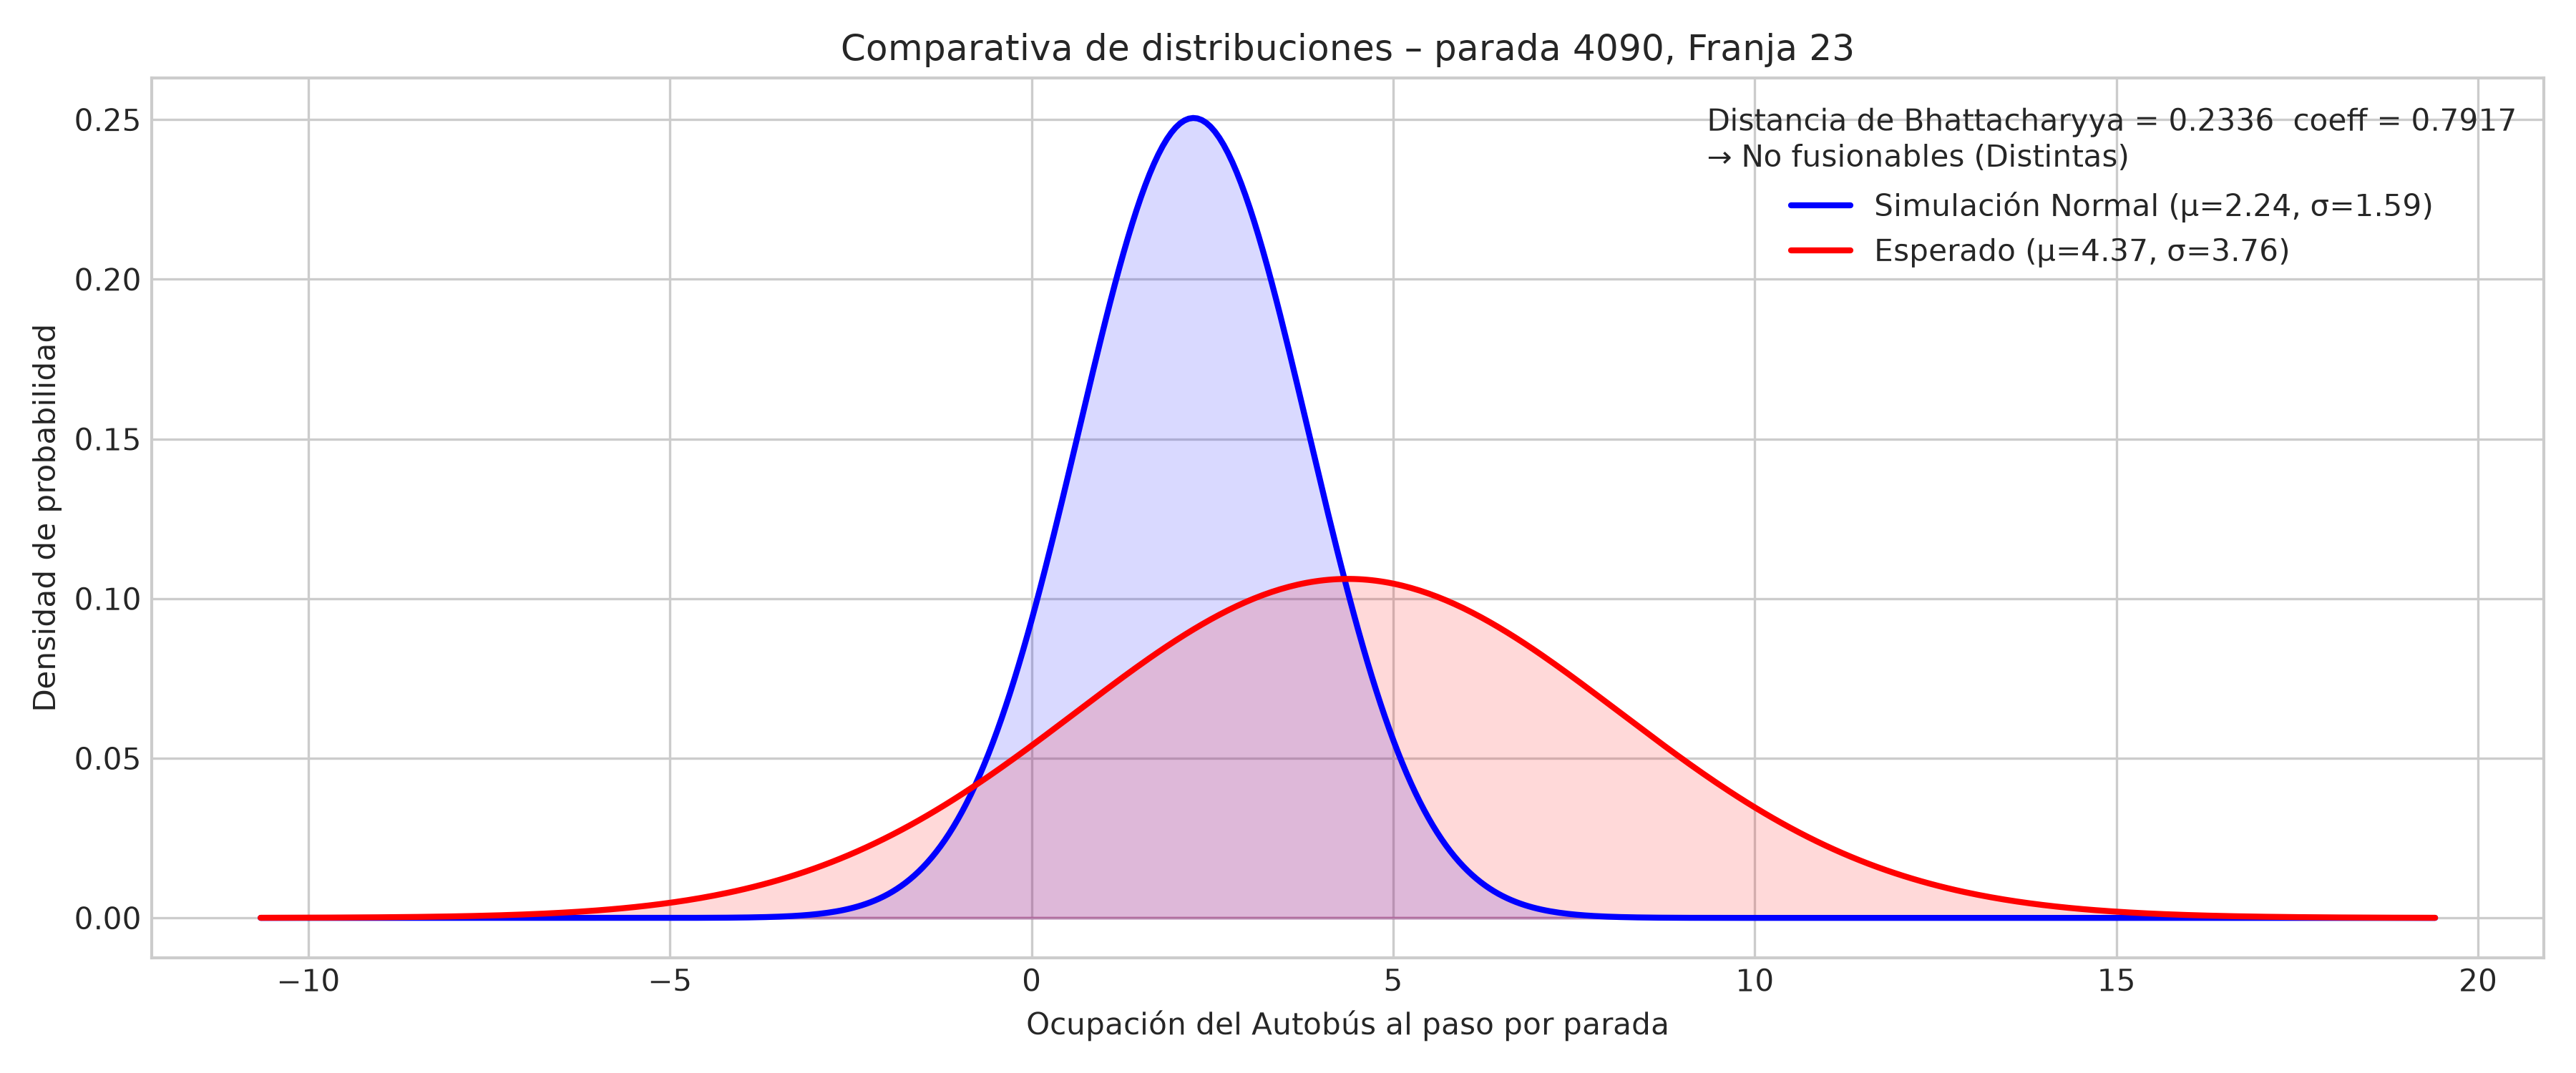 Comparativa de distribuciones – parada 4090, Franja 23
Distancia de Bhattacharyya = 0.2336  coeff = 0.7917
→ No fusionables (Distintas)
Simulación Normal (μ=2.24, σ=1.59)
Esperado (μ=4.37, σ=3.76)
Densidad de probabilidad
0.25
0.20
0.15
0.10
0.05
0.00
−10
−5
0
5
10
15
20
Ocupación del Autobús al paso por parada